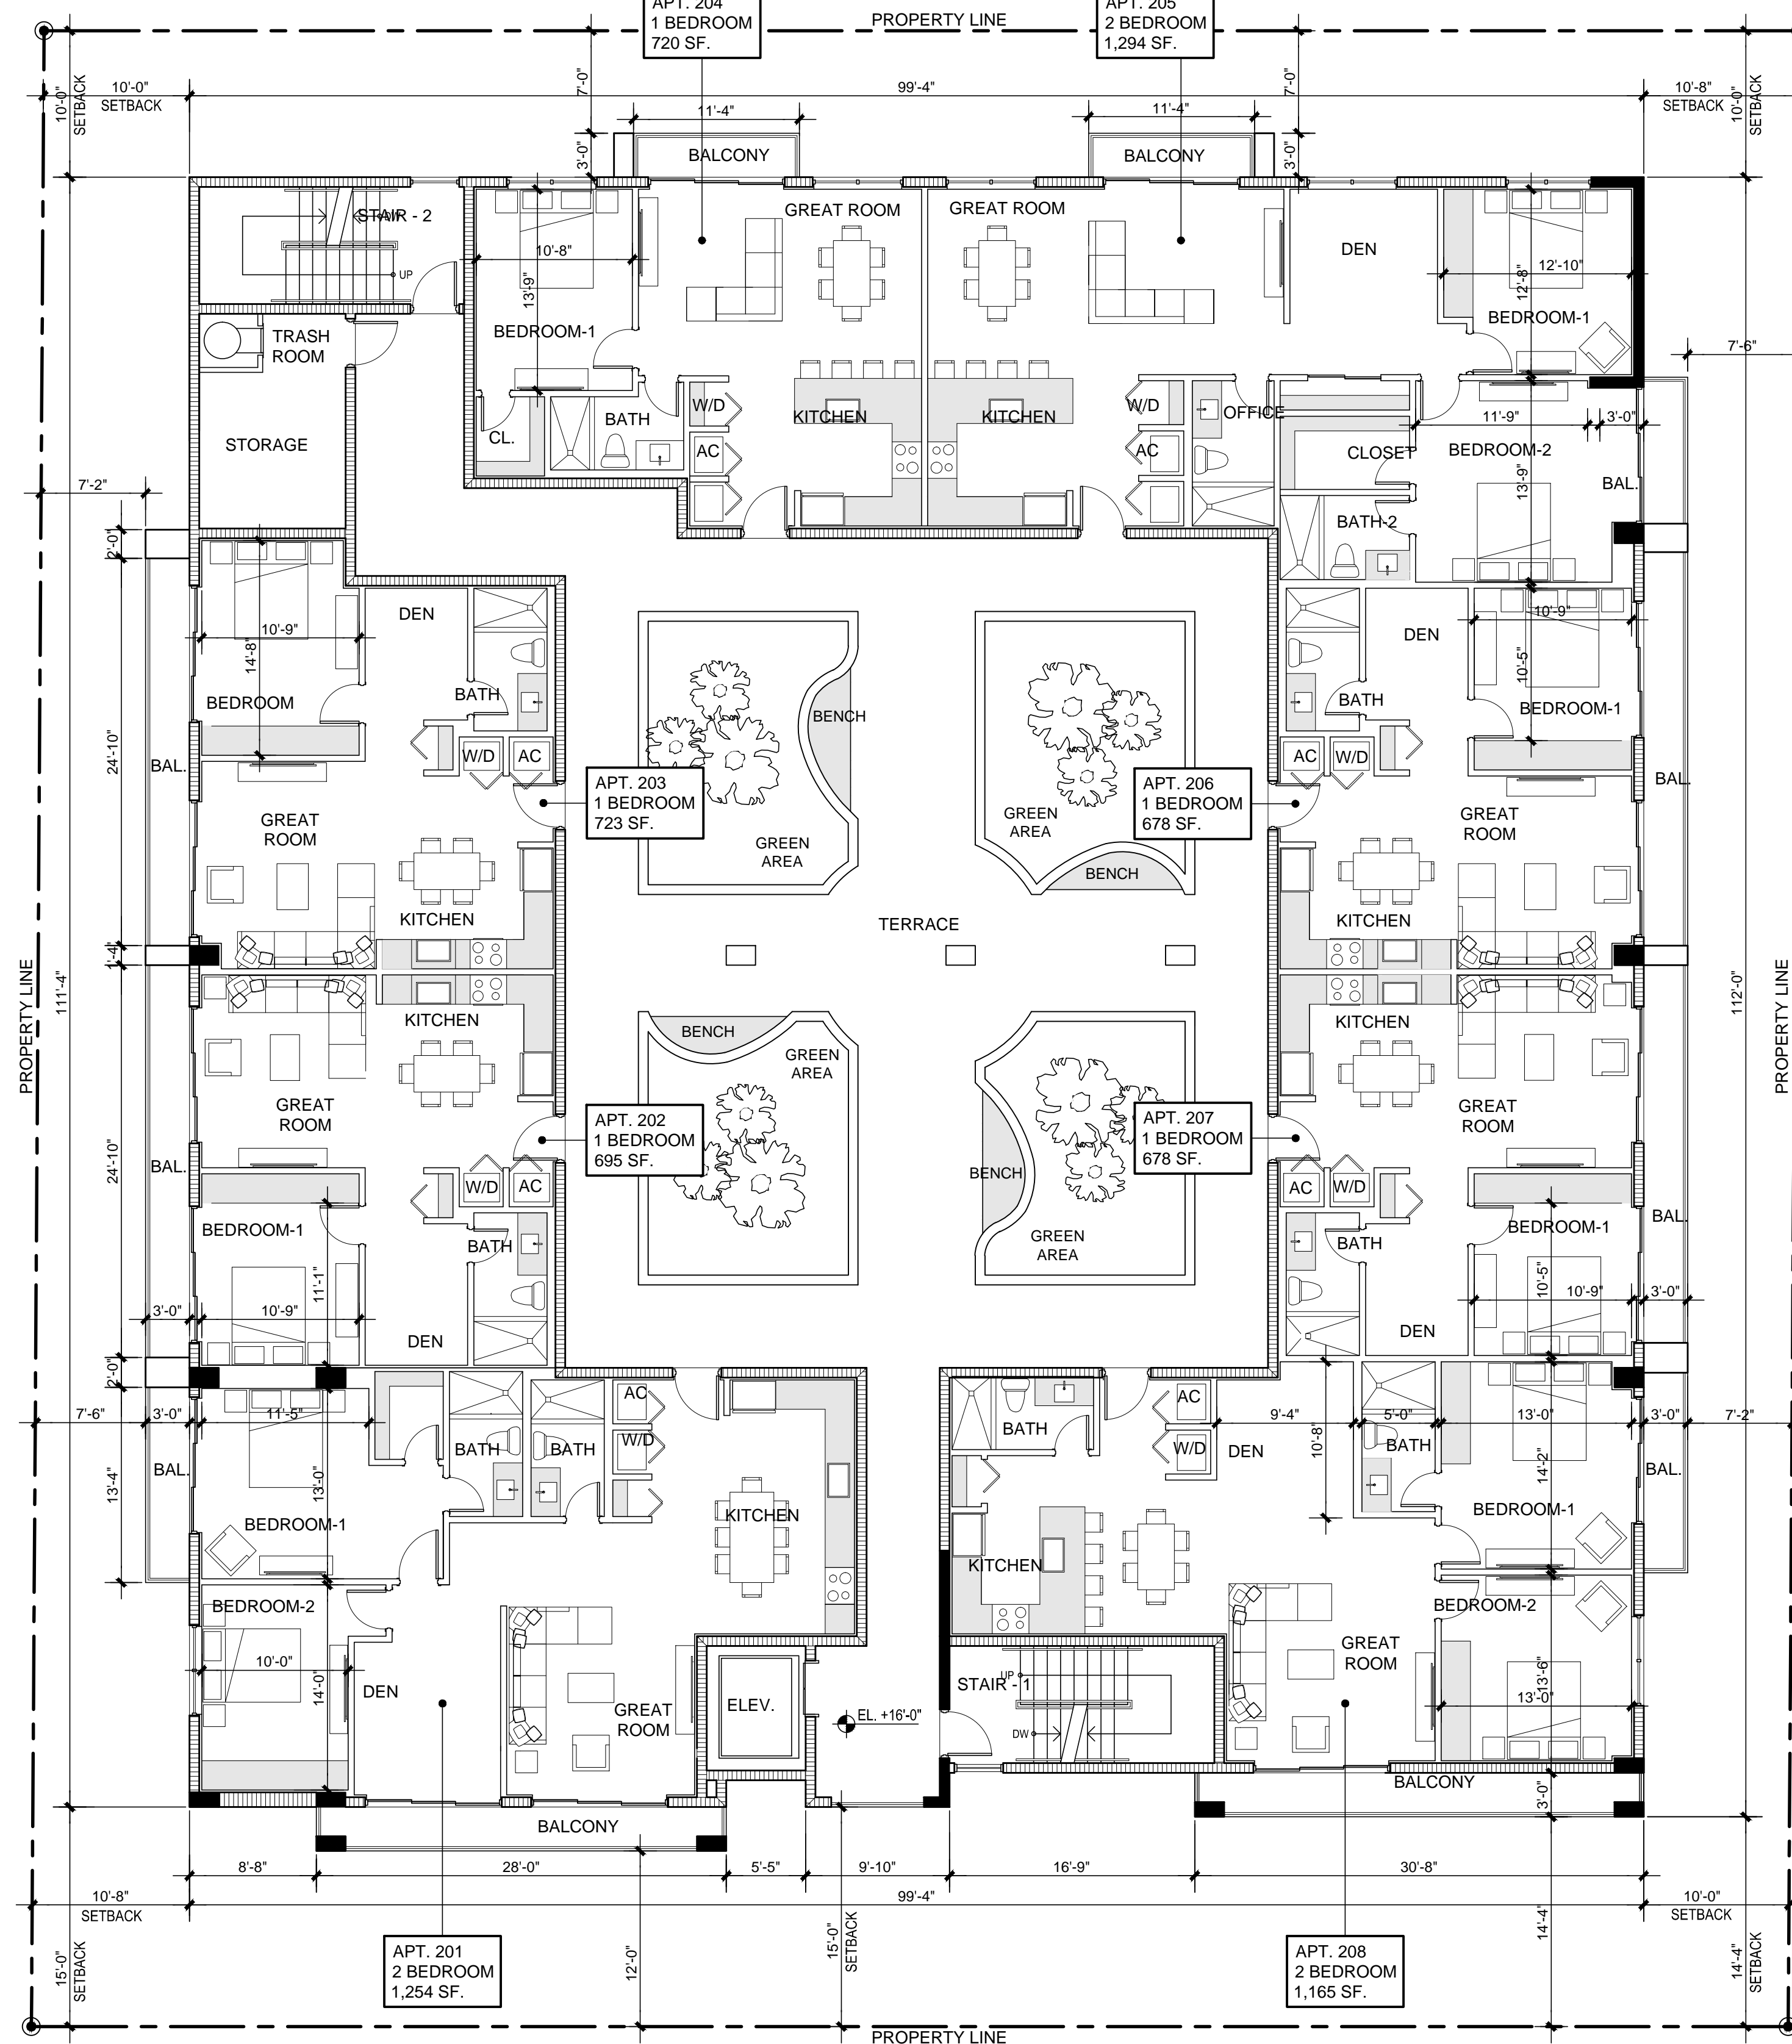 APT. 204
1 BEDROOM
720 SF.
APT. 205
2 BEDROOM
1,294 SF.
PROPERTY LINE
10'-0"
SETBACK
10'-0"
SETBACK
7'-0"
99'-4"
7'-0"
10'-8"
SETBACK
10'-0"
SETBACK
11'-4"
11'-4"
3'-0"
BALCONY
BALCONY
3'-0"
STAIR - 2
DW
UP
10'-8"
13'-9"
BEDROOM-1
GREAT ROOM
GREAT ROOM
DEN
12'-10"
12'-8"
BEDROOM-1
TRASH
ROOM
7'-6"
STORAGE
CL.
BATH
W/D
AC
KITCHEN
KITCHEN
W/D
AC
OFFICE
CLOSET
11'-9"
3'-0"
BEDROOM-2
13'-9"
BAL.
BATH-2
7'-2"
2'-0"
24'-10"
BAL.
10'-9"
14'-8"
BEDROOM
DEN
BATH
W/D
AC
GREAT
ROOM
KITCHEN
APT. 203
1 BEDROOM
723 SF.
BENCH
GREEN
AREA
GREEN
AREA
BENCH
APT. 206
1 BEDROOM
678 SF.
BATH
DEN
10'-9"
10'-5"
BEDROOM-1
AC
W/D
GREAT
ROOM
BAL.
KITCHEN
TERRACE
1'-4"
PROPERTY LINE
111'-4"
112'-0"
PROPERTY LINE
KITCHEN
GREAT
ROOM
24'-10"
BAL.
APT. 202
1 BEDROOM
695 SF.
BENCH
GREEN
AREA
BENCH
GREEN
AREA
APT. 207
1 BEDROOM
678 SF.
KITCHEN
GREAT
ROOM
W/D
AC
BEDROOM-1
BATH
11'-1"
3'-0"
10'-9"
DEN
AC
W/D
BATH
BEDROOM-1
BAL.
10'-5"
10'-9"
3'-0"
DEN
2'-0"
7'-6"
3'-0"
11'-5"
BAL.
13'-4"
13'-0"
BEDROOM-1
BATH
BATH
AC
W/D
KITCHEN
BATH
AC
W/D
9'-4"
DEN
10'-8"
5'-0"
BATH
13'-0"
14'-2"
BEDROOM-1
3'-0"
7'-2"
BAL.
KITCHEN
BEDROOM-2
10'-0"
14'-0"
DEN
GREAT
ROOM
ELEV.
EL. +16'-0"
STAIR - 1
UP
DW
GREAT
ROOM
BEDROOM-2
13'-6"
13'-0"
BALCONY
BALCONY
3'-0"
8'-8"
28'-0"
5'-5"
9'-10"
16'-9"
30'-8"
10'-8"
SETBACK
99'-4"
10'-0"
SETBACK
15'-0"
SETBACK
APT. 201
2 BEDROOM
1,254 SF.
12'-0"
15'-0"
SETBACK
APT. 208
2 BEDROOM
1,165 SF.
14'-4"
14'-4"
SETBACK
PROPERTY LINE